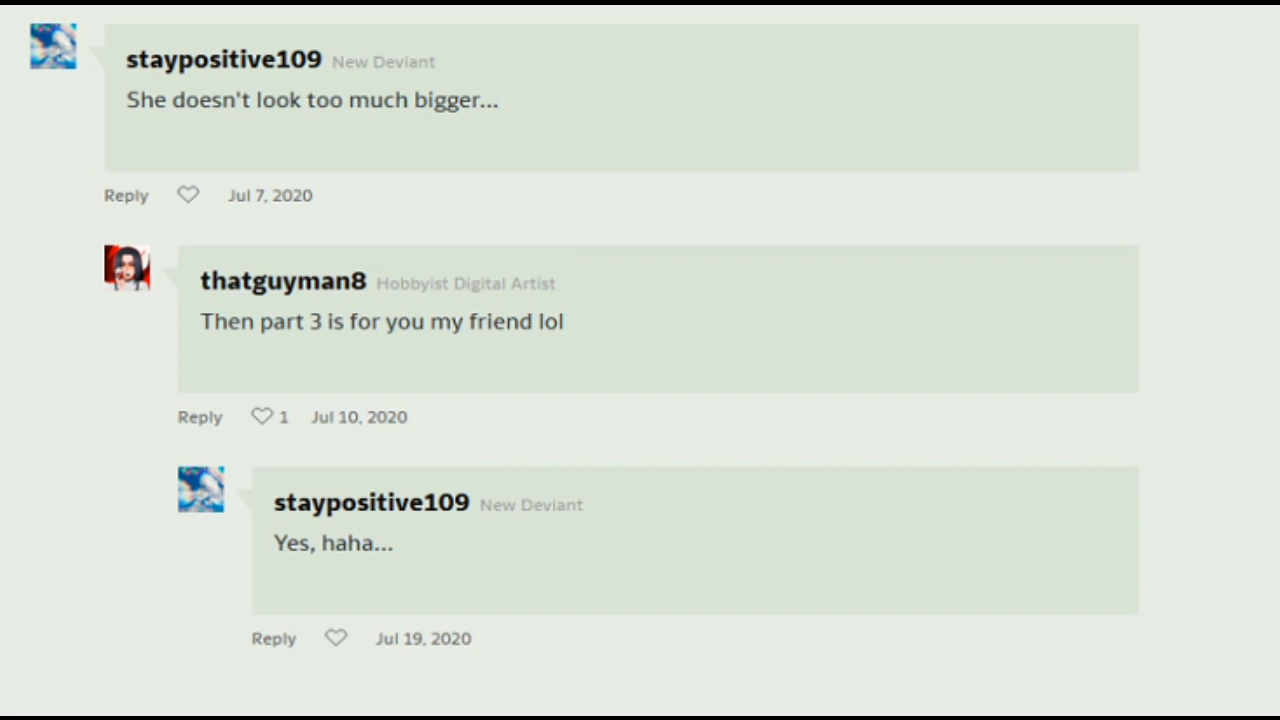 staypositive109 New Deviant
She doesn't look too much bigger...
Reply Jul 7, 2020
thatguyman8 Hobbyist Digital Artist
Then part 3 is for you my friend lol
Reply 1 Jul 10, 2020
staypositive109 New Deviant
Yes, haha...
Reply Jul 19, 2020